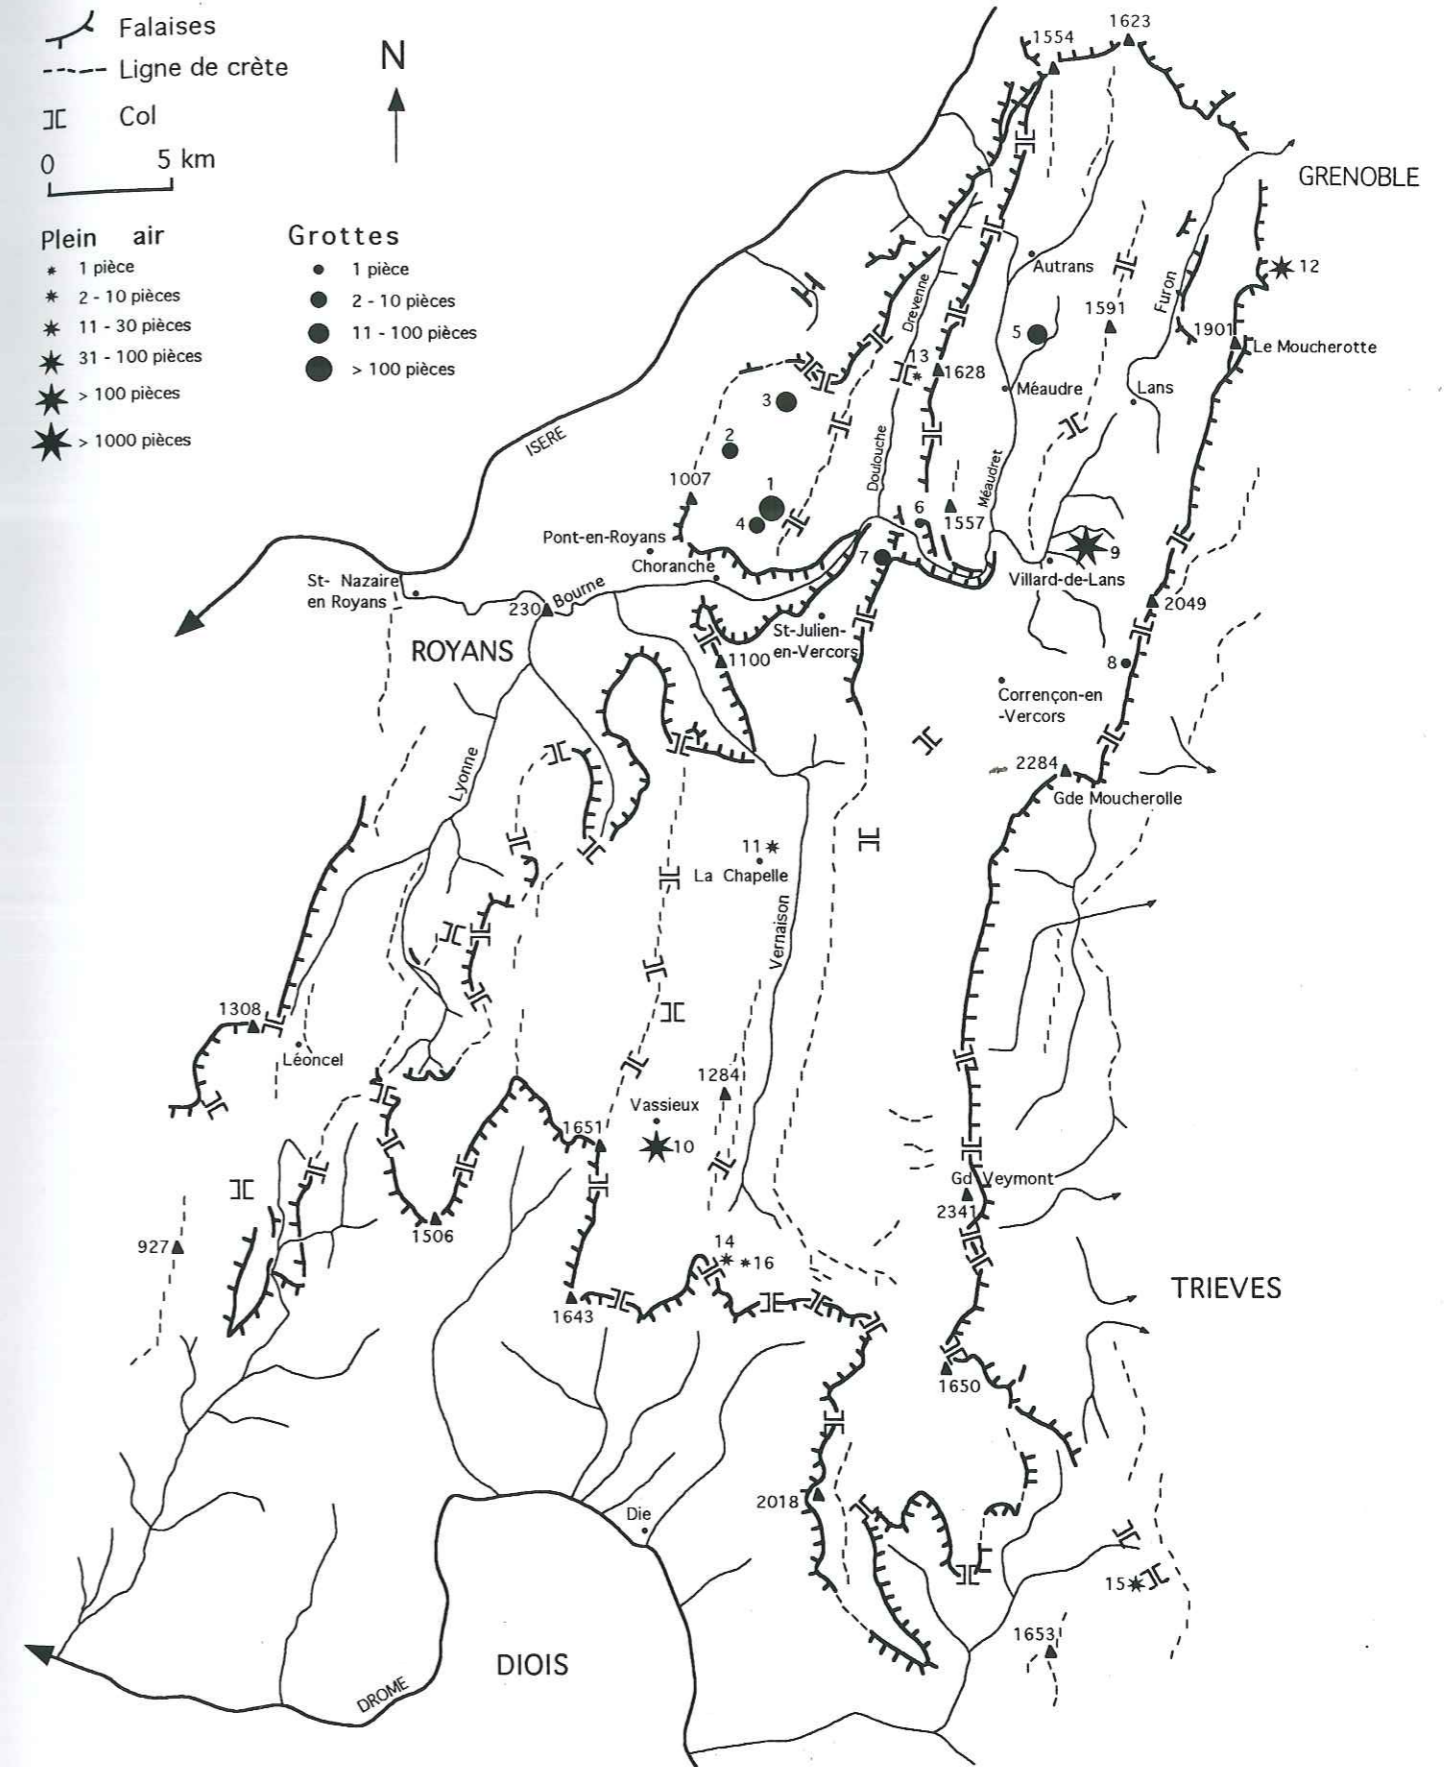 Falaises
Ligne de crète
Col
0 5 km
N
Plein air
1 pièce
2 - 10 pièces
11 - 30 pièces
31 - 100 pièces
> 100 pièces
> 1000 pièces
Grottes
1 pièce
2 - 10 pièces
11 - 100 pièces
> 100 pièces
1623
1554
GRENOBLE
12
Autrans
Drevenne
Furon
1591
5
1901
Le Moucherotte
13
1628
Méaudre
Lans
3
ISERE
2
Doulouche
Méaudret
1007
1
4
6
1557
Pont-en-Royans
Choranche
7
9
Villard-de-Lans
St- Nazaire
en Royans
230
Bourne
2049
ROYANS
St-Julien-
en-Vercors
1100
8
Corrençon-en
-Vercors
Lyonne
2284
Gde Moucherolle
11
La Chapelle
Vernaison
1308
Léoncel
1284
Vassieux
1651
10
Gd Veymont
2341
1506
927
14
16
TRIEVES
1643
1650
2018
Die
15
1653
DIOIS
DROME